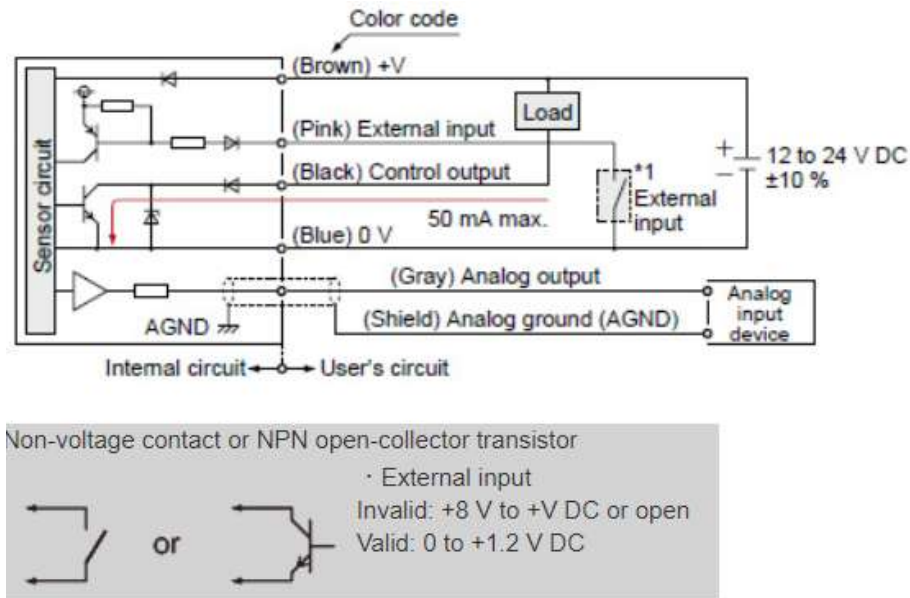 Color code
(Brown) +V
Load
(Pink) External input
+
12 to 24 V DC
±10 %
−
*1
External
input
(Black) Control output
50 mA max.
(Blue) 0 V
Sensor circuit
(Gray) Analog output
Analog
input
device
AGND
(Shield) Analog ground (AGND)
Internal circuit
User's circuit
Non-voltage contact or NPN open-collector transistor
· External input
Invalid: +8 V to +V DC or open
or
Valid: 0 to +1.2 V DC